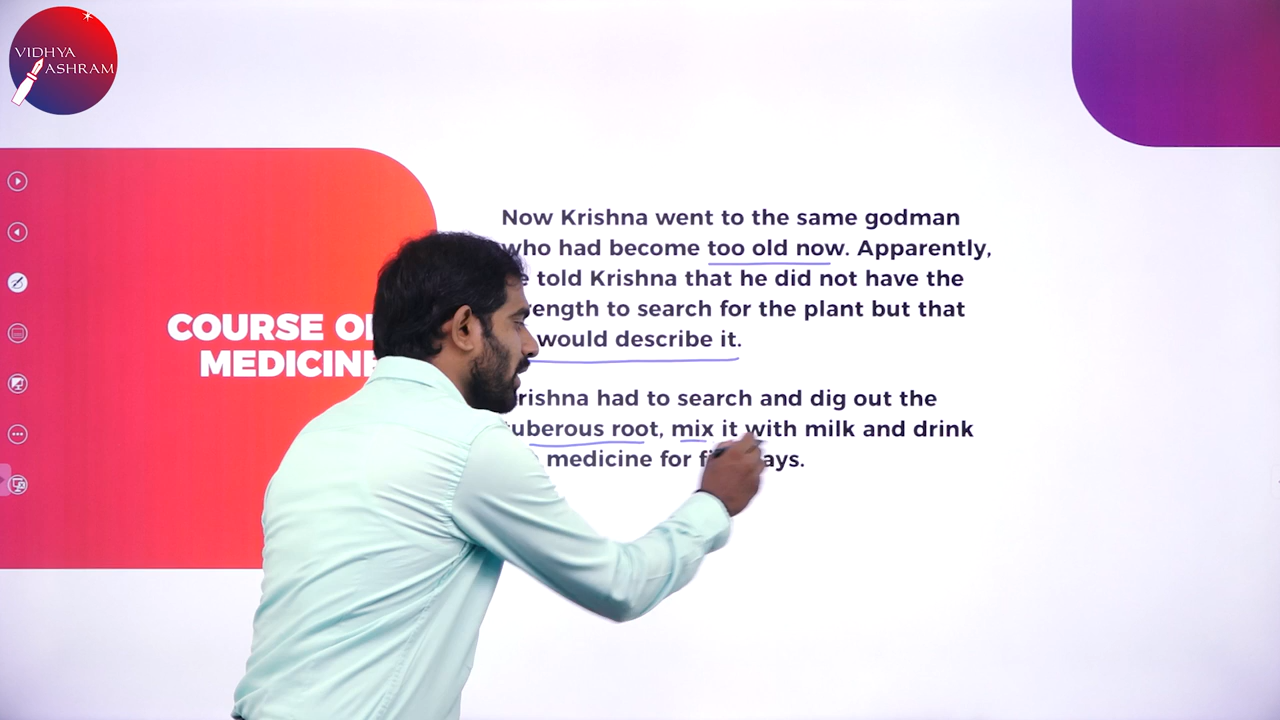 VIDHYA
ASHRAM
COURSE
MEDICINE
Now Krishna went to the same godman
who had become too old now. Apparently,
told Krishna that he did not have the
to search for the plant but that
would describe it.
had to search and dig out the
root, mix it with milk and drink
medicine for